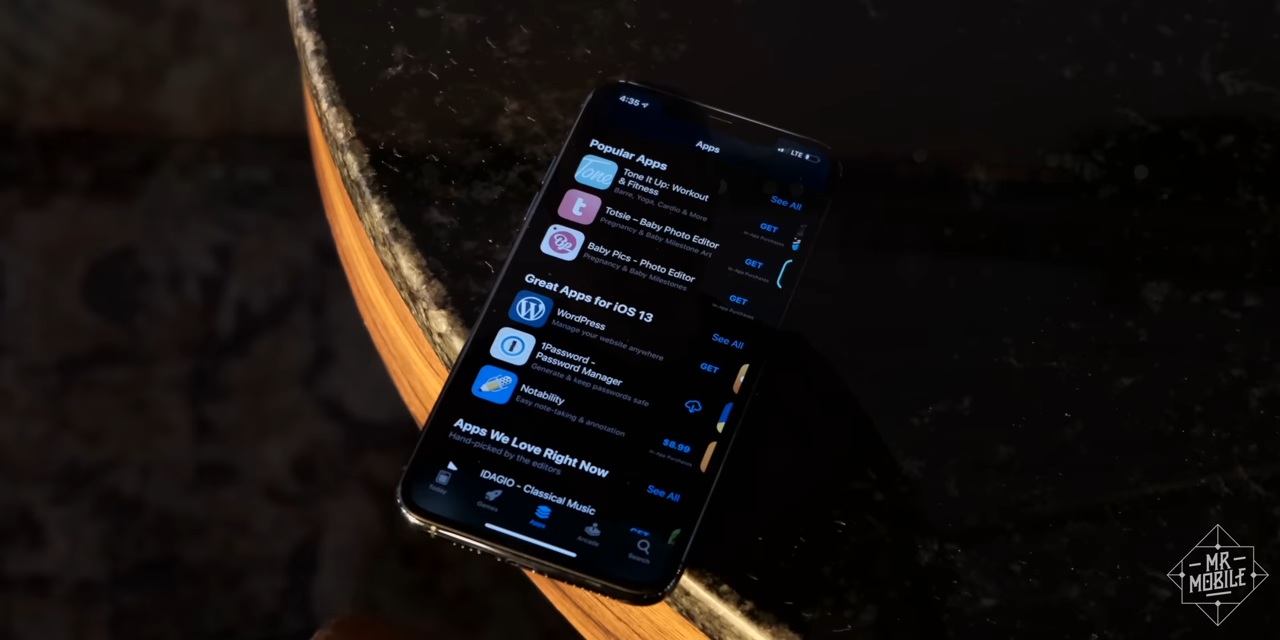 4:35
LTE
Apps
Popular Apps
See All
Tone
Tone It Up: Workout
& Fitness
Barre, Yoga, Cardio & More
GET
In-App Purchases
t
Totsie – Baby Photo Editor
Pregnancy & Baby Milestone Art
GET
In-App Purchases
Bp
Baby Pics - Photo Editor
Pregnancy & Baby Milestones
GET
In-App Purchases
Great Apps for iOS 13
See All
W
WordPress
Manage your website anywhere
GET
1Password -
Password Manager
Generate & keep passwords safe
Notability
Easy note-taking & annotation
$8.99
In-App Purchases
Apps We Love Right Now
Hand-picked by the editors
See All
IDAGIO - Classical Music
GET
Today
Games
Apps
Arcade
Search
MR
MOBILE